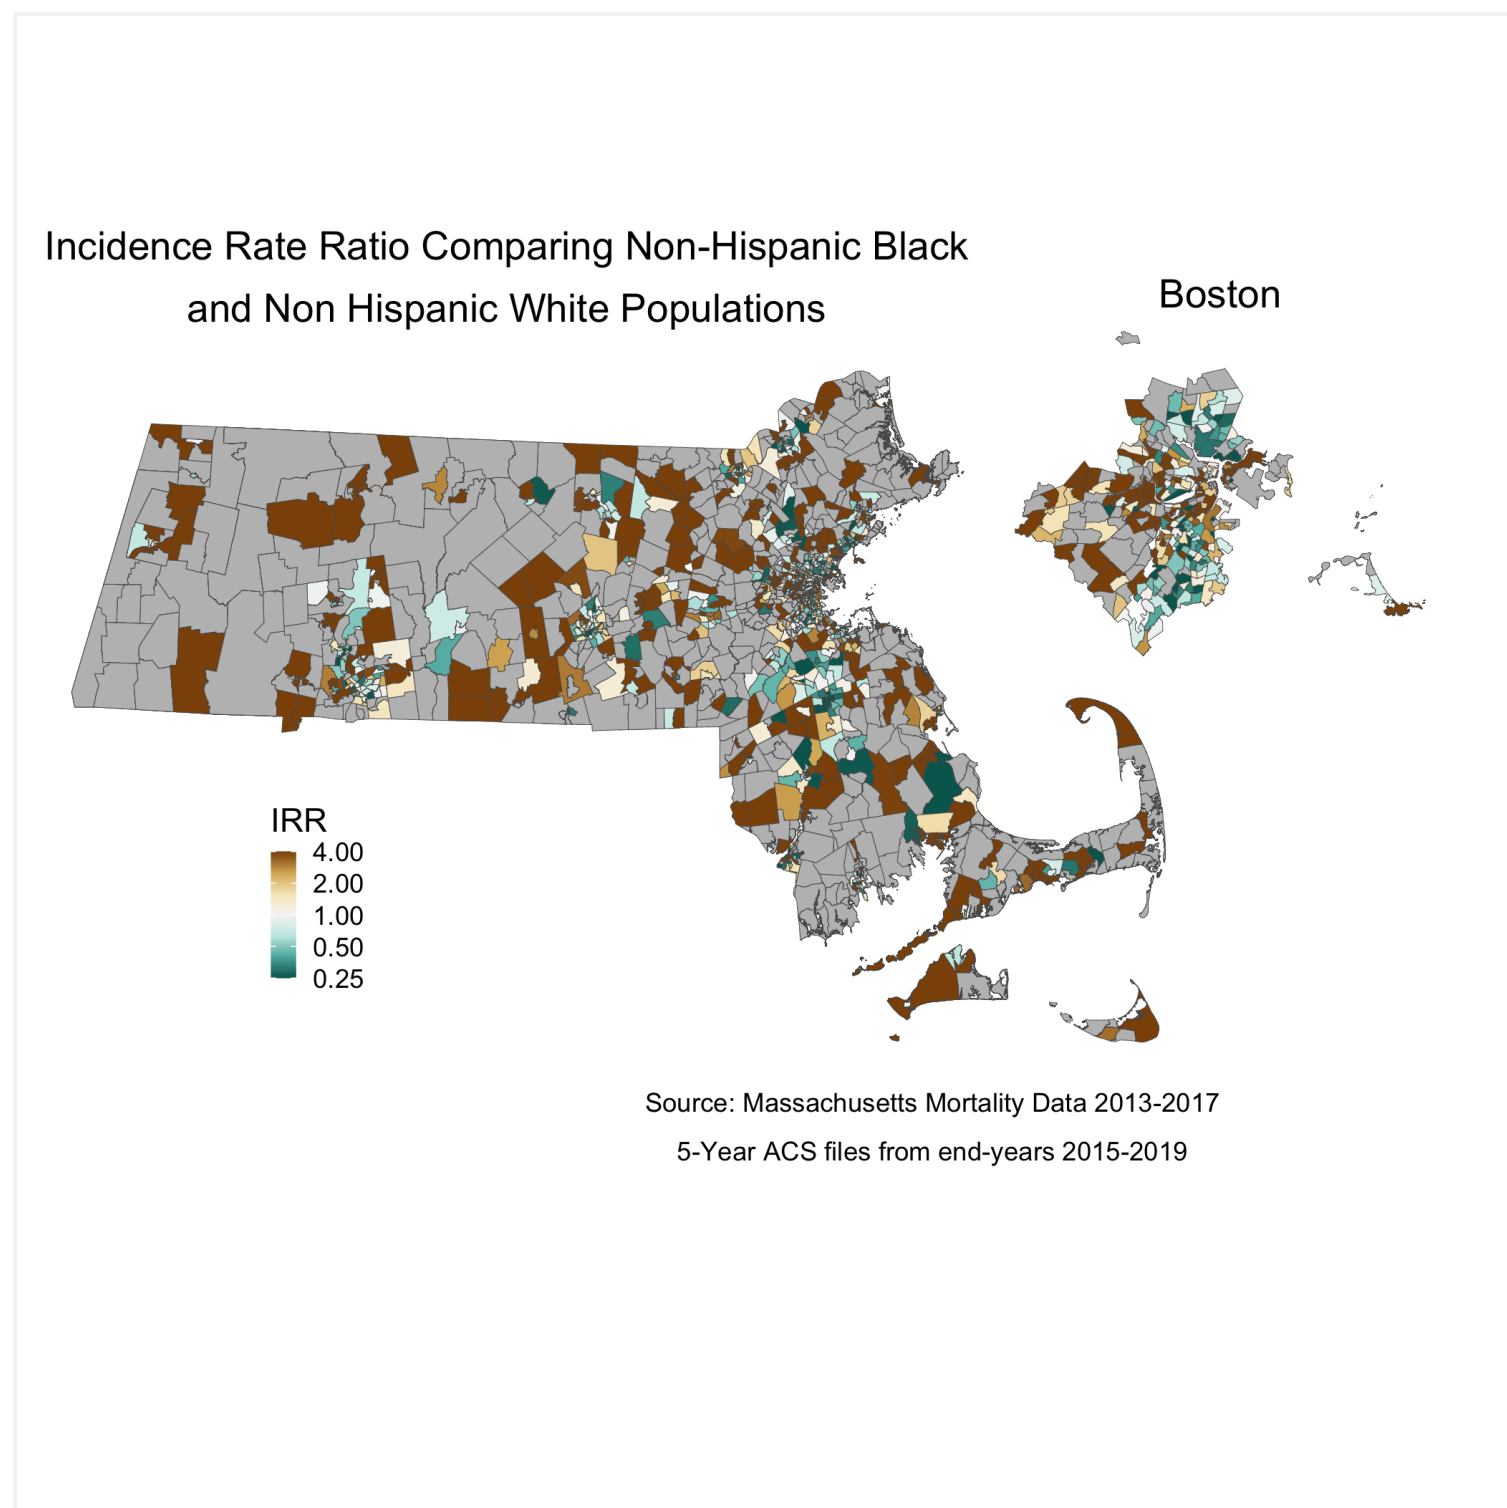 Incidence Rate Ratio Comparing Non-Hispanic Black
and Non Hispanic White Populations
Boston
IRR
4.00
2.00
1.00
0.50
0.25
Source: Massachusetts Mortality Data 2013-2017
5-Year ACS files from end-years 2015-2019